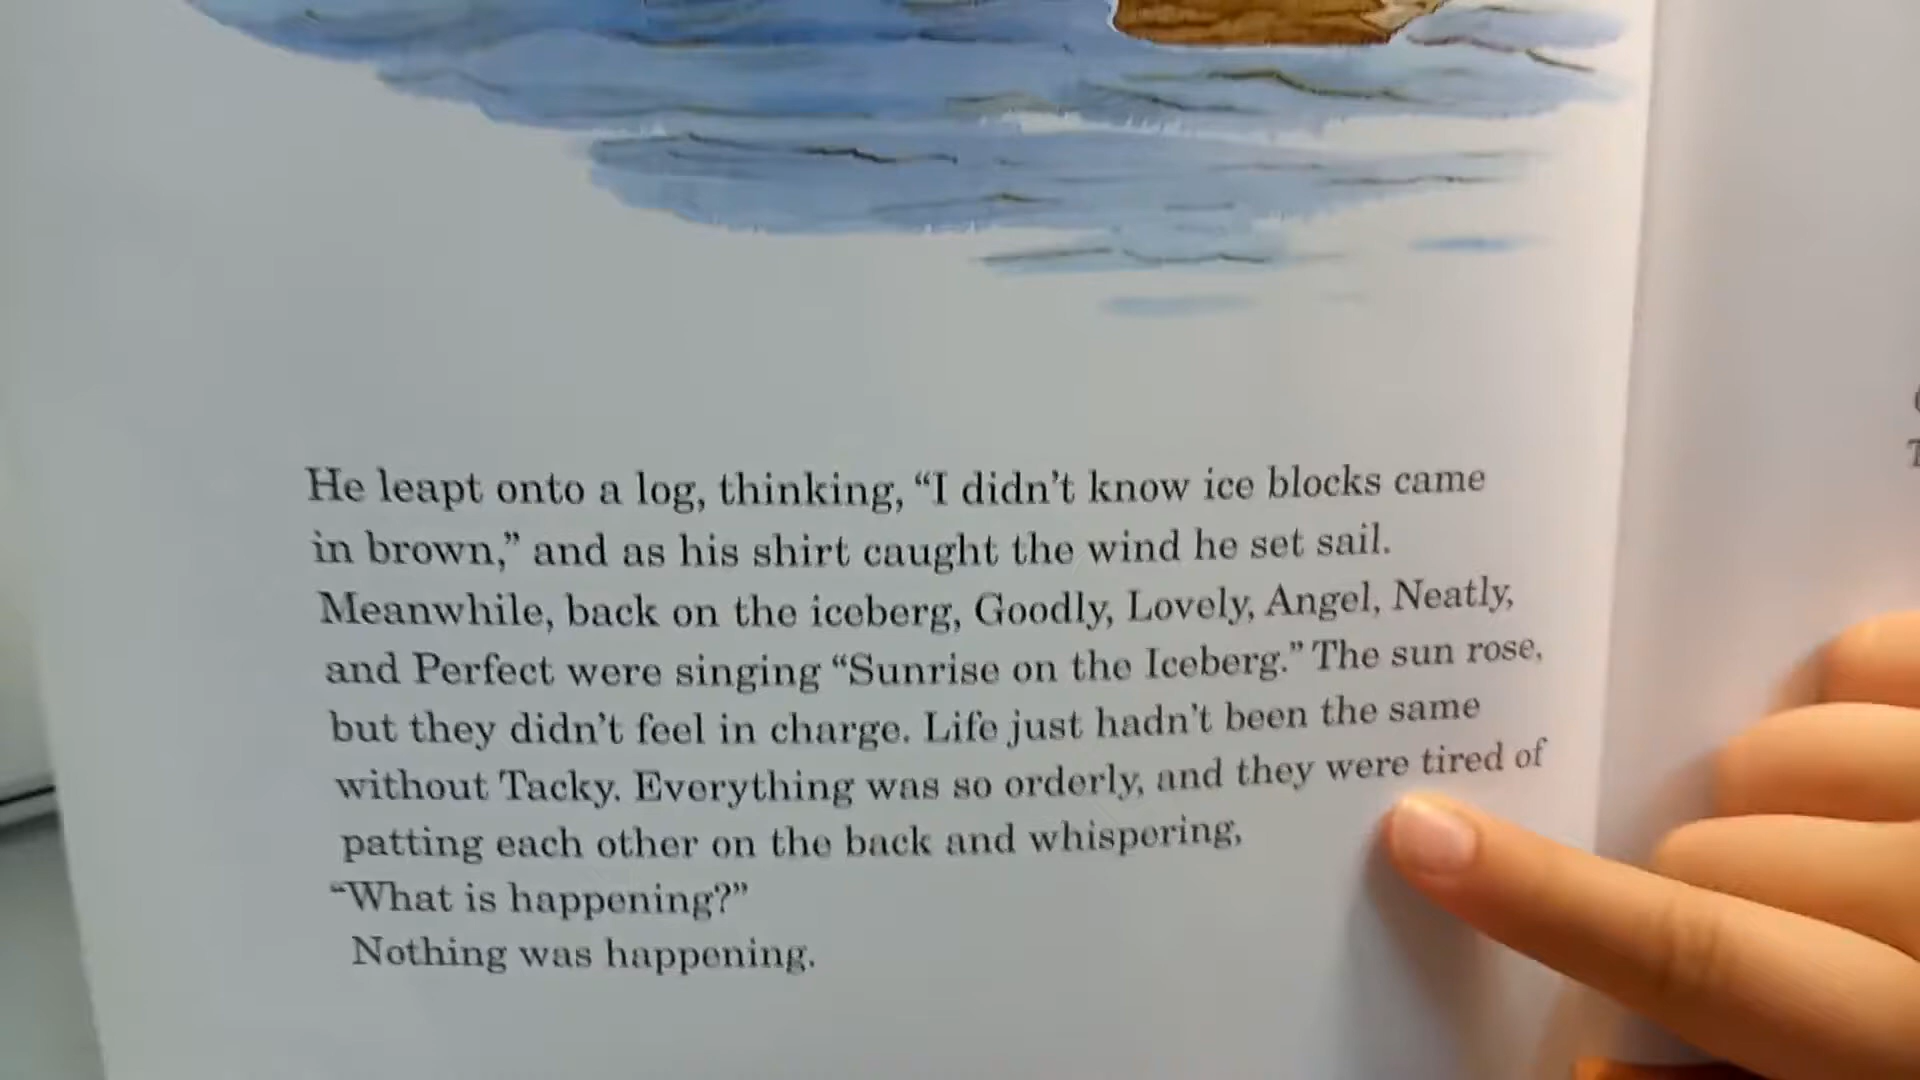 He leapt onto a log, thinking, “I didn’t know ice blocks came
in brown,” and as his shirt caught the wind he set sail.
Meanwhile, back on the iceberg, Goodly, Lovely, Angel, Neatly,
and Perfect were singing “Sunrise on the Iceberg.” The sun rose,
but they didn’t feel in charge. Life just hadn’t been the same
without Tacky. Everything was so orderly, and they were tired of
patting each other on the back and whispering,
“What is happening?”
Nothing was happening.